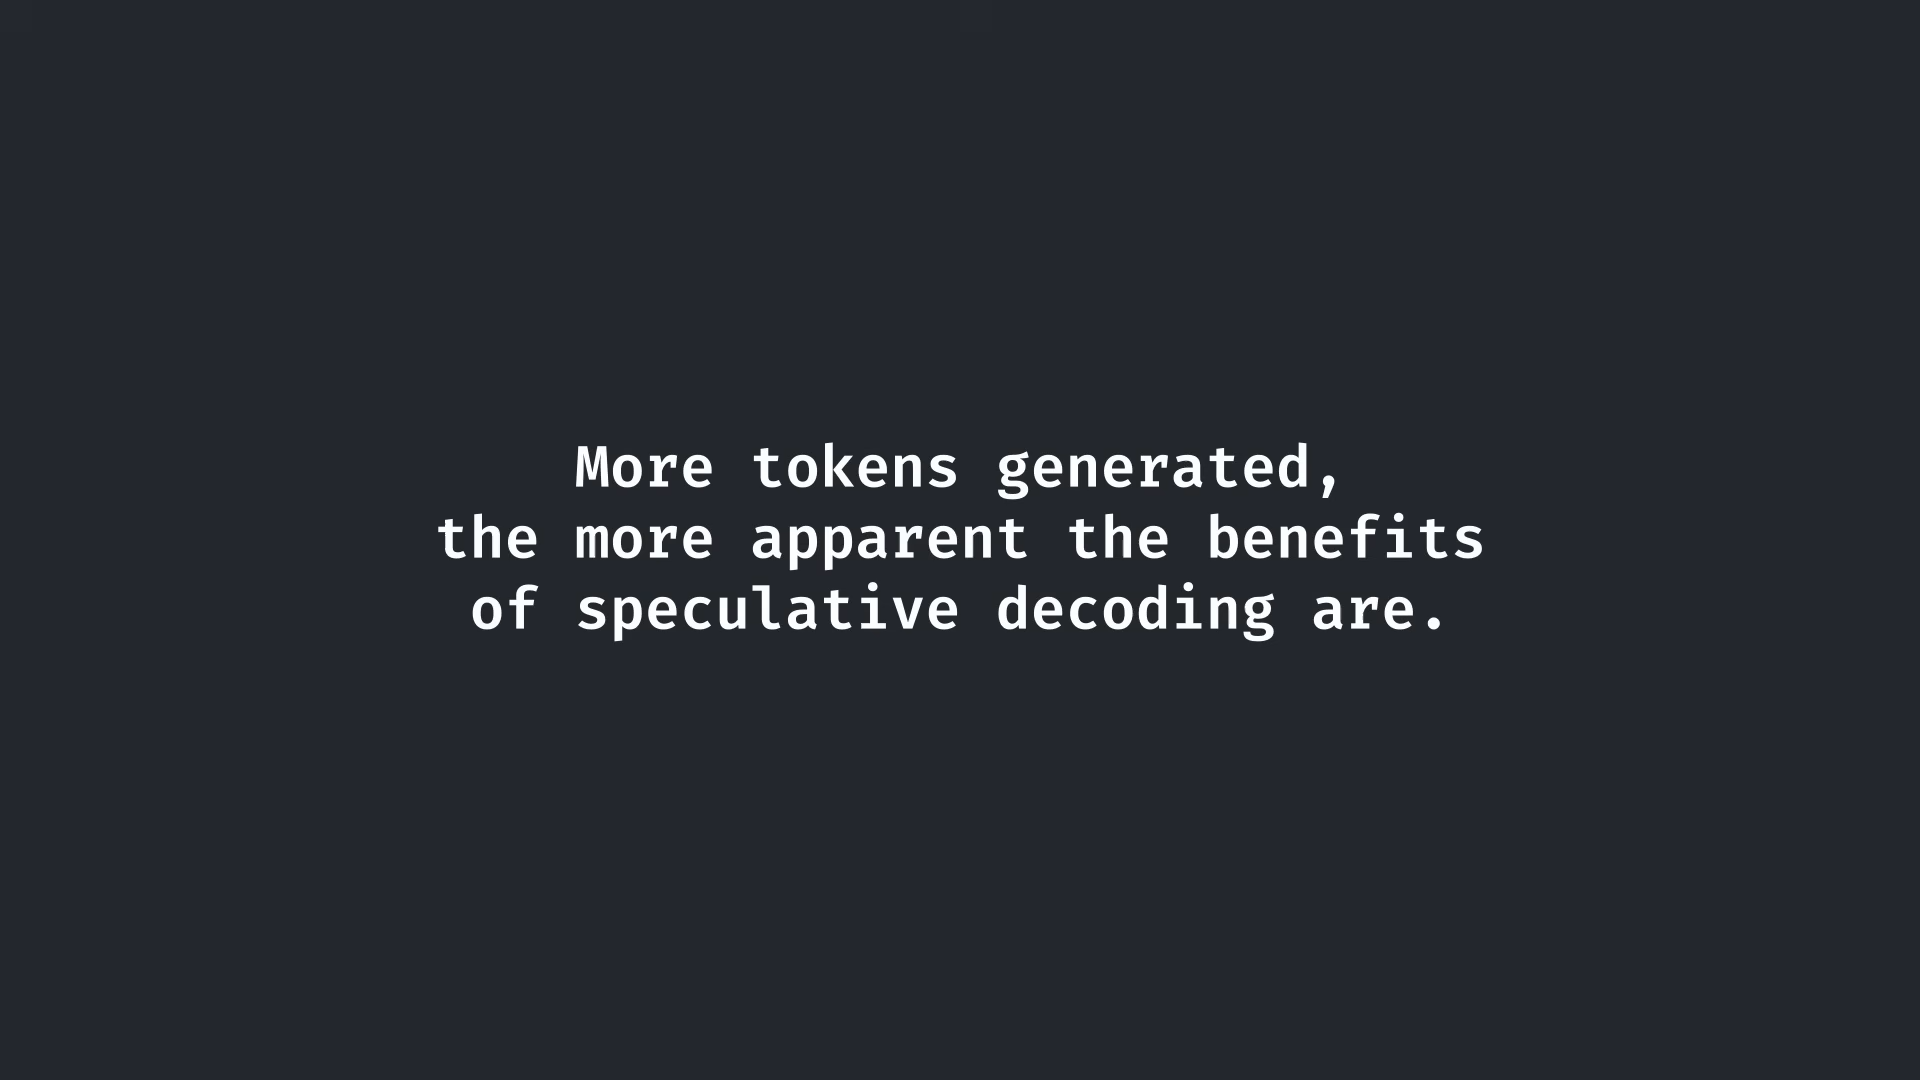 More tokens generated,
the more apparent the benefits
of speculative decoding are.